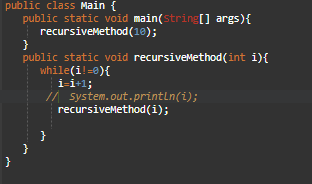 public class Main {
public static void main(String[] args){
recursiveMethod(10);
}
public static void recursiveMethod(int i){
while(i!=0){
i=i+1;
// System.out.println(i);
recursiveMethod(i);
}
}
}